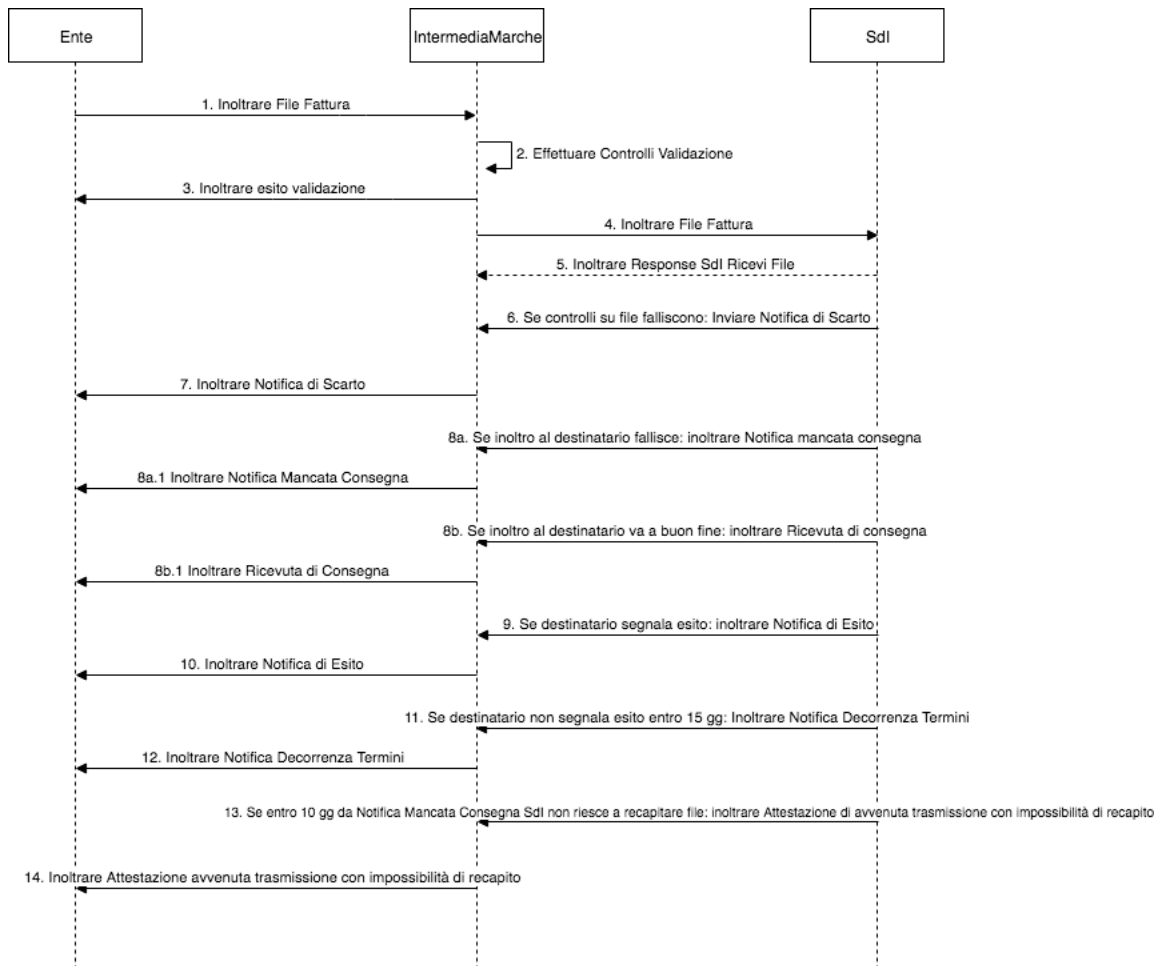 Ente
IntermediaMarche
SdI
1. Inoltrare File Fattura
2. Effettuare Controlli Validazione
3. Inoltrare esito validazione
4. Inoltrare File Fattura
5. Inoltrare Response SdI Ricevi File
6. Se controlli su file falliscono: Inviare Notifica di Scarto
7. Inoltrare Notifica di Scarto
8a. Se inoltro al destinatario fallisce: inoltrare Notifica mancata consegna
8a.1 Inoltrare Notifica Mancata Consegna
8b. Se inoltro al destinatario va a buon fine: inoltrare Ricevuta di consegna
8b.1 Inoltrare Ricevuta di Consegna
9. Se destinatario segnala esito: inoltrare Notifica di Esito
10. Inoltrare Notifica di Esito
11. Se destinatario non segnala esito entro 15 gg: Inoltrare Notifica Decorrenza Termini
12. Inoltrare Notifica Decorrenza Termini
13. Se entro 10 gg da Notifica Mancata Consegna SdI non riesce a recapitare file: inoltrare Attestazione di avvenuta trasmissione con impossibilità di recapito
14. Inoltrare Attestazione avvenuta trasmissione con impossibilità di recapito